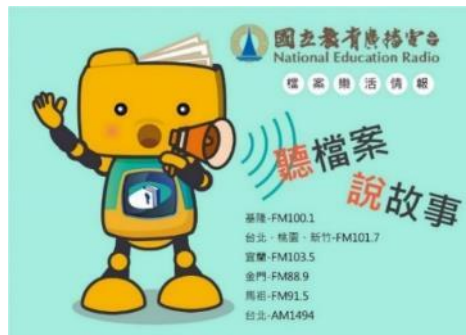 國立教育廣播電台
National Education Radio
檔案樂活情報
聽檔案
說故事
基隆-FM100.1
台北、桃園、新竹-FM101.7
宜蘭-FM103.5
金門-FM88.9
馬祖-FM91.5
台北-AM1494